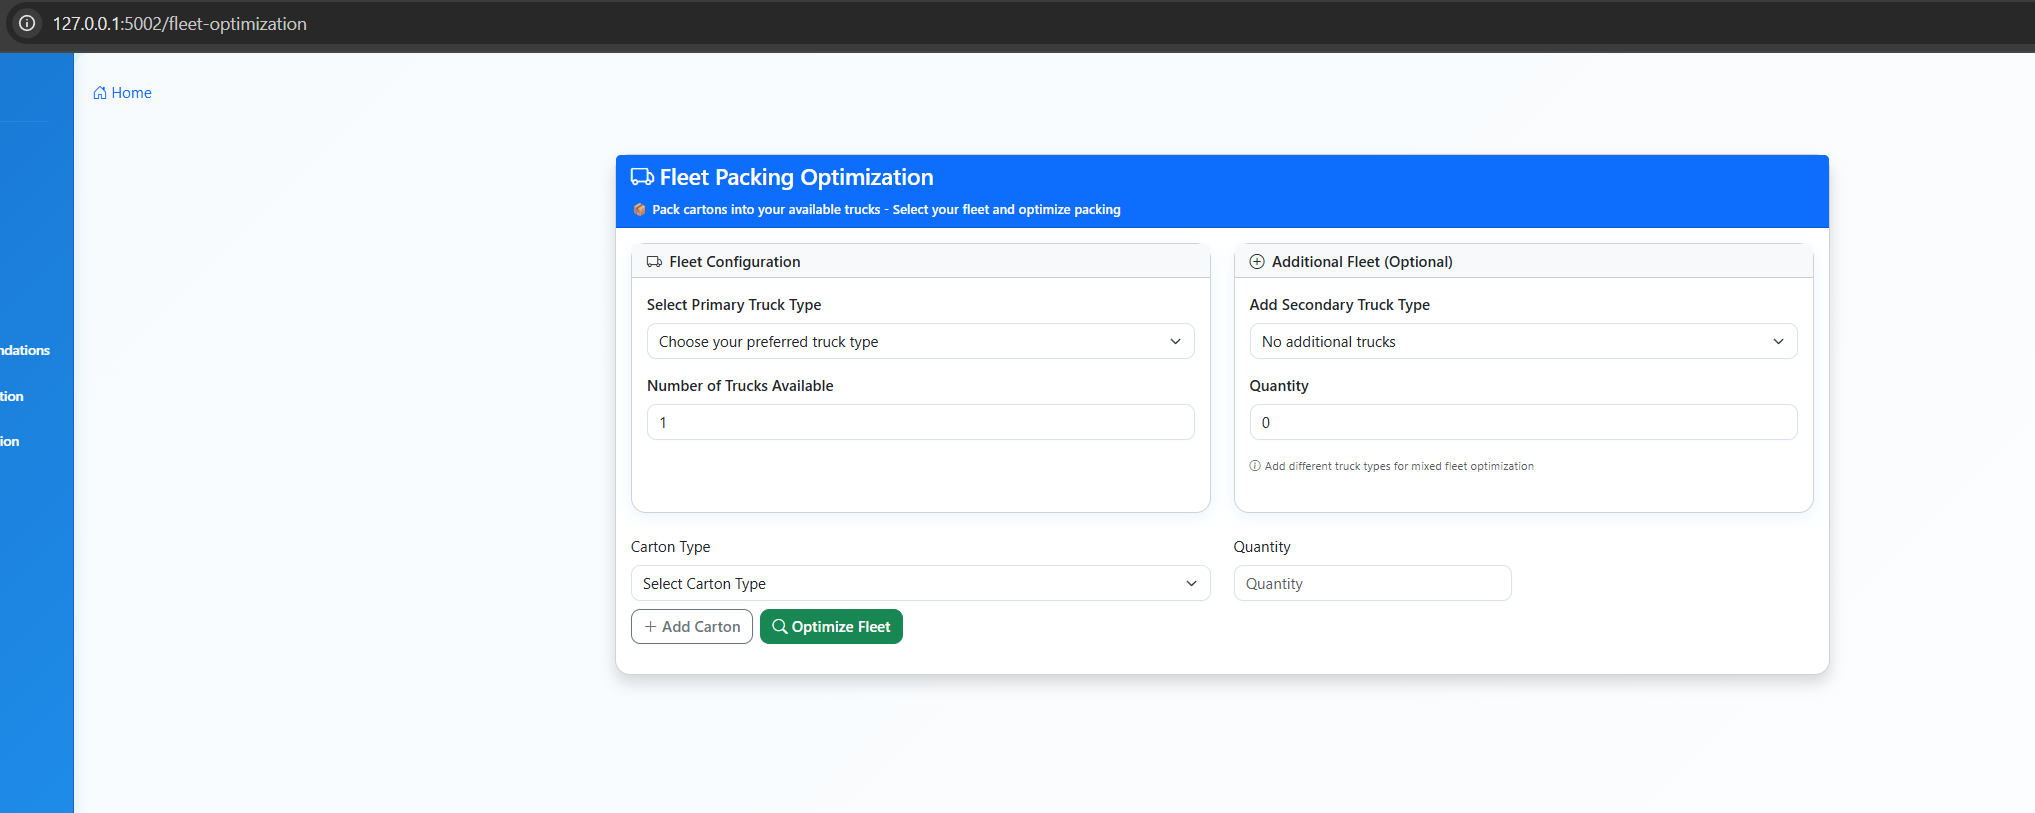 127.0.0.1:5002/fleet-optimization
Home
ndations
tion
ion
Fleet Packing Optimization
Pack cartons into your available trucks - Select your fleet and optimize packing
Fleet Configuration
Select Primary Truck Type
Choose your preferred truck type
Number of Trucks Available
1
Additional Fleet (Optional)
Add Secondary Truck Type
No additional trucks
Quantity
0
Add different truck types for mixed fleet optimization
Carton Type
Select Carton Type
Quantity
Quantity
+ Add Carton
Optimize Fleet